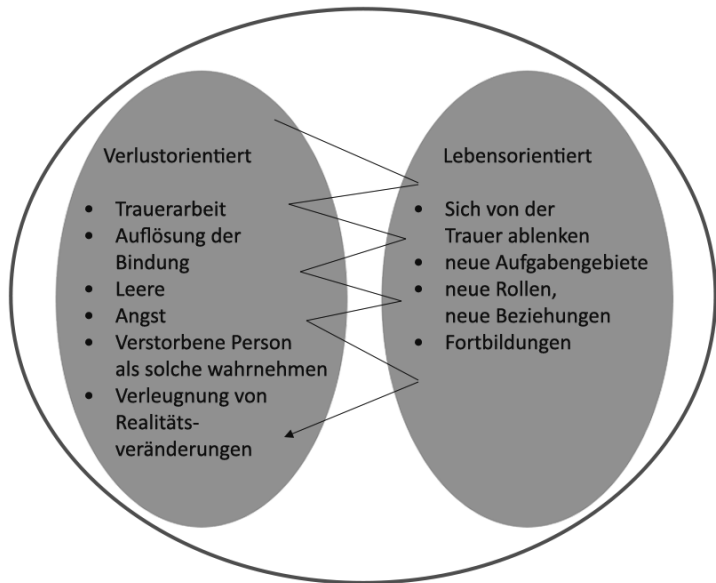 Verlustorientiert
• Trauerarbeit
• Auflösung der
Bindung
• Leere
• Angst
• Verstorbene Person
als solche wahrnehmen
• Verleugnung von
Realitäts-
veränderungen
Lebensorientiert
• Sich von der
Trauer ablenken
• neue Aufgabengebiete
• neue Rollen,
neue Beziehungen
• Fortbildungen